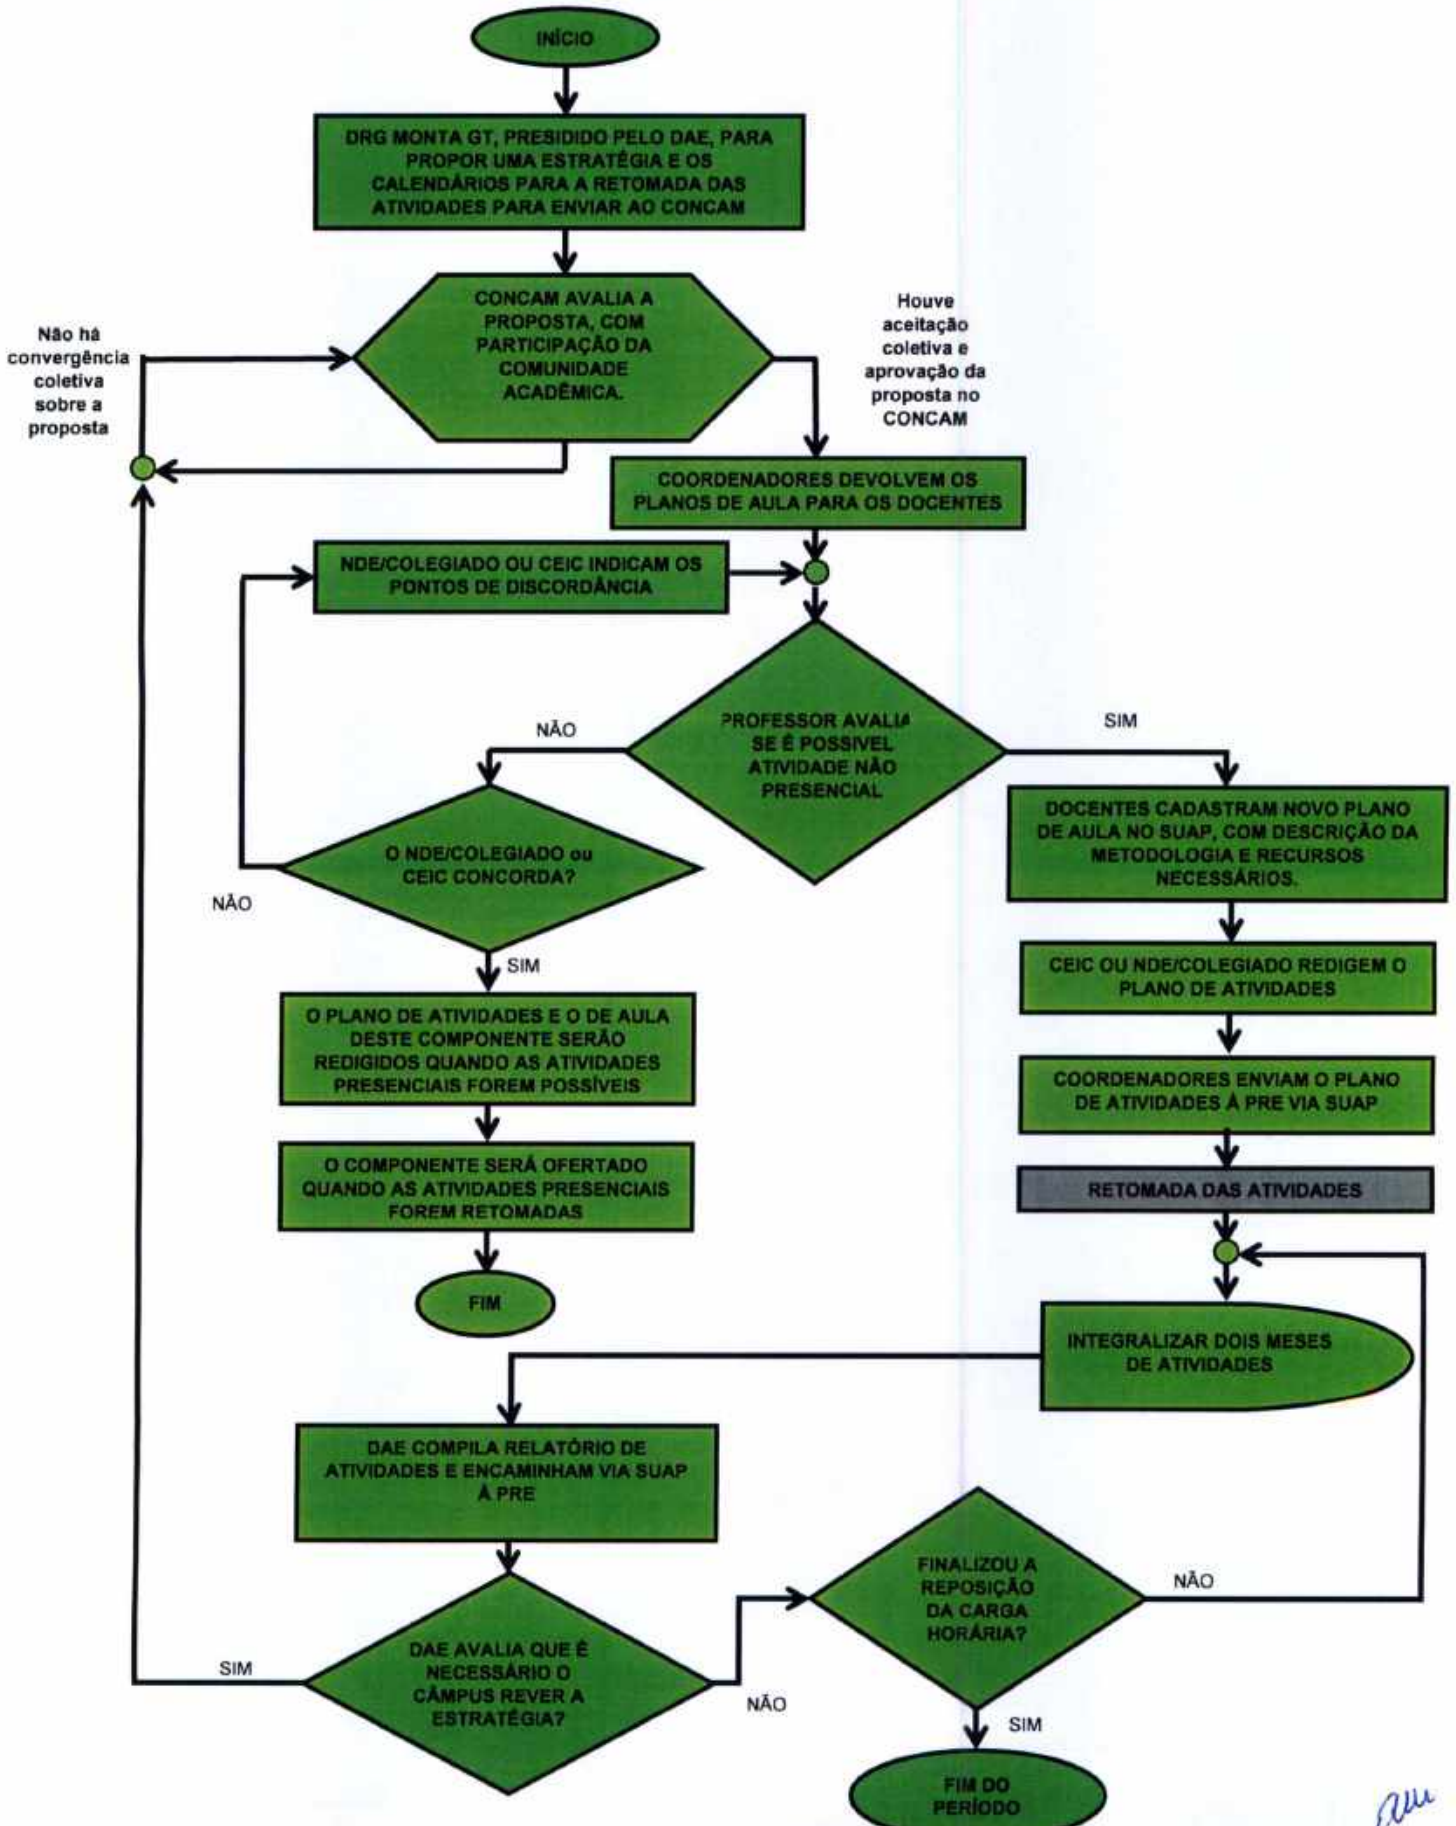 INÍCIO
DRG MONTA GT, PRESIDIDO PELO DAE, PARA
PROPOR UMA ESTRATÉGIA E OS
CALENDÁRIOS PARA A RETOMADA DAS
ATIVIDADES PARA ENVIAR AO CONCAM
CONCAM AVALIA A
PROPOSTA, COM
PARTICIPAÇÃO DA
COMUNIDADE
ACADÊMICA.
Não há
convergência
coletiva
sobre a
proposta
Houve
aceitação
coletiva e
aprovação da
proposta no
CONCAM
COORDENADORES DEVOLVEM OS
PLANOS DE AULA PARA OS DOCENTES
NDE/COLEGIADO OU CEIC INDICAM OS
PONTOS DE DISCORDÂNCIA
PROFESSOR AVALIA
SE É POSSIVEL
ATIVIDADE NÃO
PRESENCIAL
NÃO
SIM
O NDE/COLEGIADO ou
CEIC CONCORDA?
NÃO
SIM
DOCENTES CADASTRAM NOVO PLANO
DE AULA NO SUAP, COM DESCRIÇÃO DA
METODOLOGIA E RECURSOS
NECESSÁRIOS.
CEIC OU NDE/COLEGIADO REDIGEM O
PLANO DE ATIVIDADES
O PLANO DE ATIVIDADES E O DE AULA
DESTE COMPONENTE SERÃO
REDIGIDOS QUANDO AS ATIVIDADES
PRESENCIAIS FOREM POSSÍVEIS
COORDENADORES ENVIAM O PLANO
DE ATIVIDADES À PRE VIA SUAP
O COMPONENTE SERÁ OFERTADO
QUANDO AS ATIVIDADES PRESENCIAIS
FOREM RETOMADAS
RETOMADA DAS ATIVIDADES
FIM
INTEGRALIZAR DOIS MESES
DE ATIVIDADES
DAE COMPILA RELATÓRIO DE
ATIVIDADES E ENCAMINHAM VIA SUAP
À PRE
DAE AVALIA QUE É
NECESSÁRIO O
CÂMPUS REVER A
ESTRATÉGIA?
SIM
NÃO
FINALIZOU A
REPOSIÇÃO
DA CARGA
HORÁRIA?
NÃO
SIM
FIM DO
PERÍODO